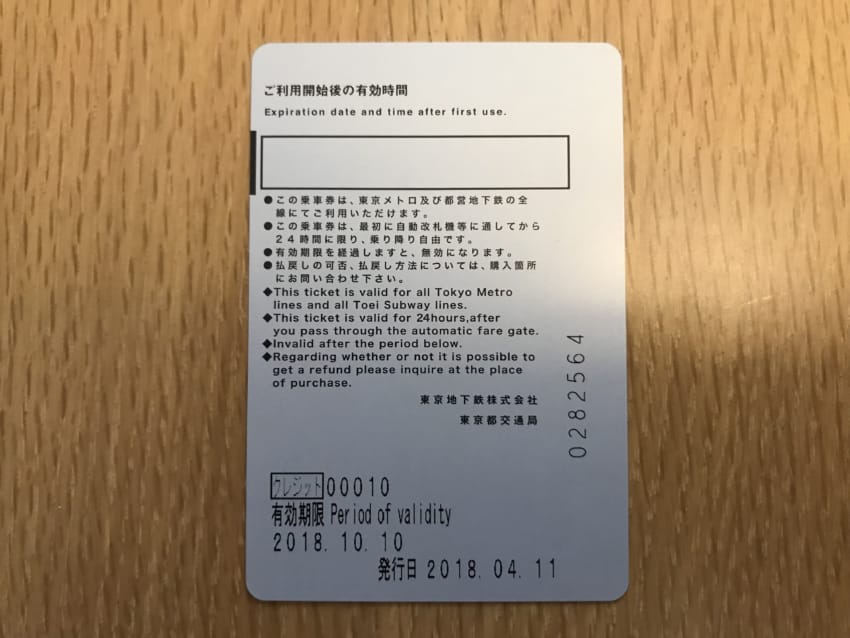 ご利用開始後の有効時間
Expiration date and time after first use.
●この乗車券は、東京メトロ及び都営地下鉄の全
線にてご利用いただけます。
●この乗車券は、最初に自動改札機等に通してから
24時間に限り、乗り降り自由です。
●有効期限を経過しますと、無効になります。
●払戻しの可否、払戻し方法については、購入箇所
にお問い合わせ下さい。
◆This ticket is valid for all Tokyo Metro
lines and all Toei Subway lines.
◆This ticket is valid for 24hours,after
you pass through the automatic fare gate.
◆Invalid after the period below.
◆Regarding whether or not it is possible to
get a refund please inquire at the place
of purchase.
東京地下鉄株式会社
東京都交通局
0282564
クレジット00010
有効期限 Period of validity
2018.10.10
発行日 2018.04.11